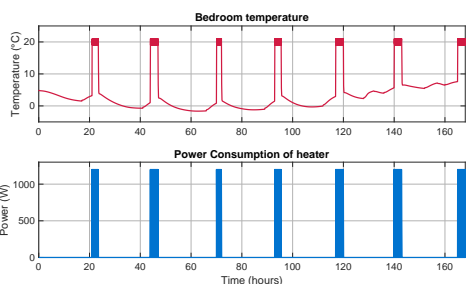 Bedroom temperature
Temperature (°C)
20
10
0
0 20 40 60 80 100 120 140 160
Power Consumption of heater
Power (W)
1000
500
0
0 20 40 60 80 100 120 140 160
Time (hours)